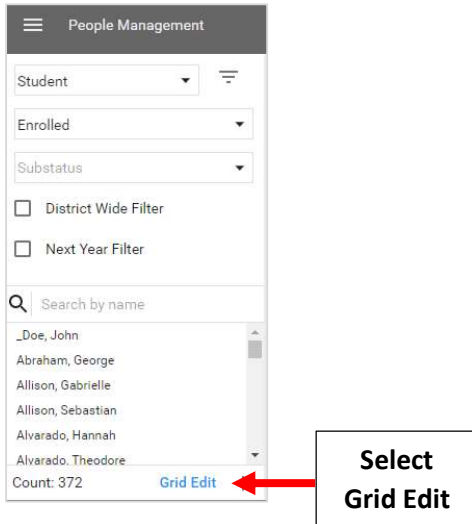 People Management
Student
Enrolled
Substatus
District Wide Filter
Next Year Filter
Search by name
_Doe, John
Abraham, George
Allison, Gabrielle
Allison, Sebastian
Alvarado, Hannah
Alvarado, Theodore
Count: 372 Grid Edit
Select
Grid Edit